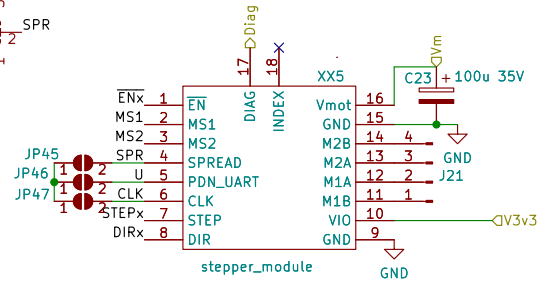 SPR
2
1
Diag
Vm
17
18
XX5
C23
+
100u 35V
DIAG
INDEX
ENx
1
EN
Vmot
16
MS1
2
MS1
GND
15
MS2
3
MS2
M2B
14
4
GND
JP45
SPR
4
SPREAD
M2A
13
3
1
2
JP46
U
5
PDN_UART
M1A
12
2
J21
1
2
JP47
CLK
6
CLK
M1B
11
1
1
2
STEPx
7
STEP
VIO
10
V3v3
DIRx
8
DIR
GND
9
stepper_module
GND